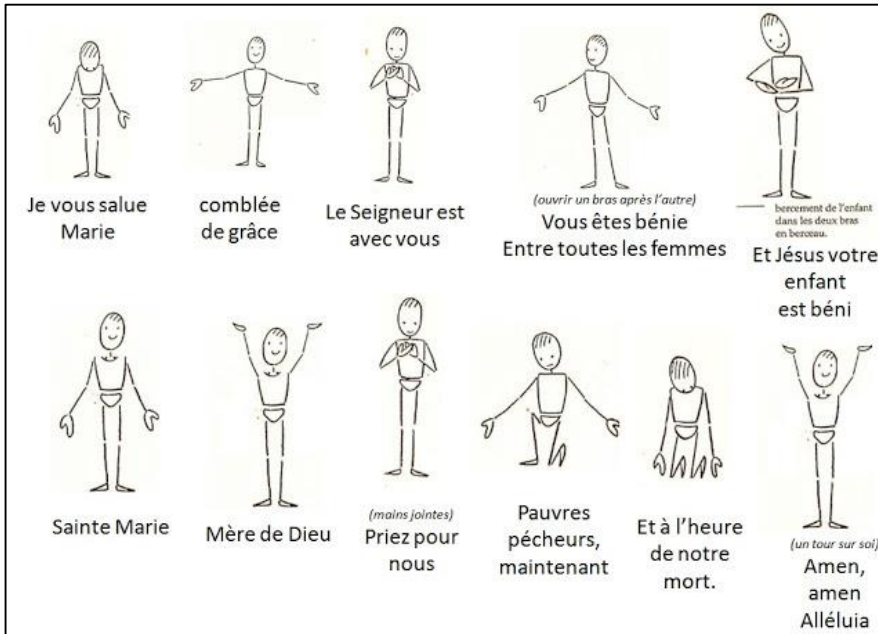 Je vous salue
Marie
comblée
de grâce
Le Seigneur est
avec vous
(ouvrir un bras après l'autre)
Vous êtes bénie
Entre toutes les femmes
bercement de l'enfant
dans les deux bras
en berceau.
Et Jésus votre
enfant
est béni
Sainte Marie
Mère de Dieu
(mains jointes)
Priez pour
nous
Pauvres
pécheurs,
maintenant
Et à l'heure
de notre
mort.
(un tour sur soi)
Amen,
amen
Alléluia